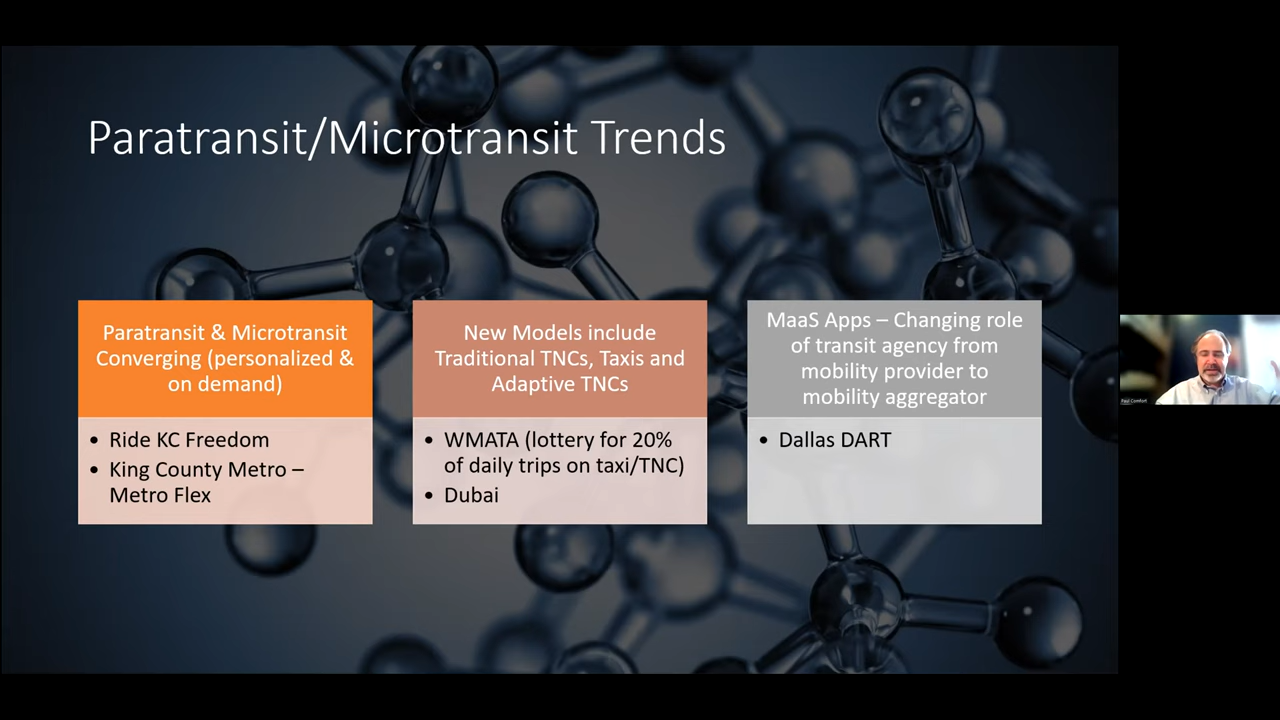 Paratransit/Microtransit Trends
Paratransit & Microtransit
Converging (personalized &
on demand)
• Ride KC Freedom
• King County Metro –
Metro Flex
New Models include
Traditional TNCs, Taxis and
Adaptive TNCs
• WMATA (lottery for 20%
of daily trips on taxi/TNC)
• Dubai
MaaS Apps – Changing role
of transit agency from
mobility provider to
mobility aggregator
• Dallas DART
Paul Comfort